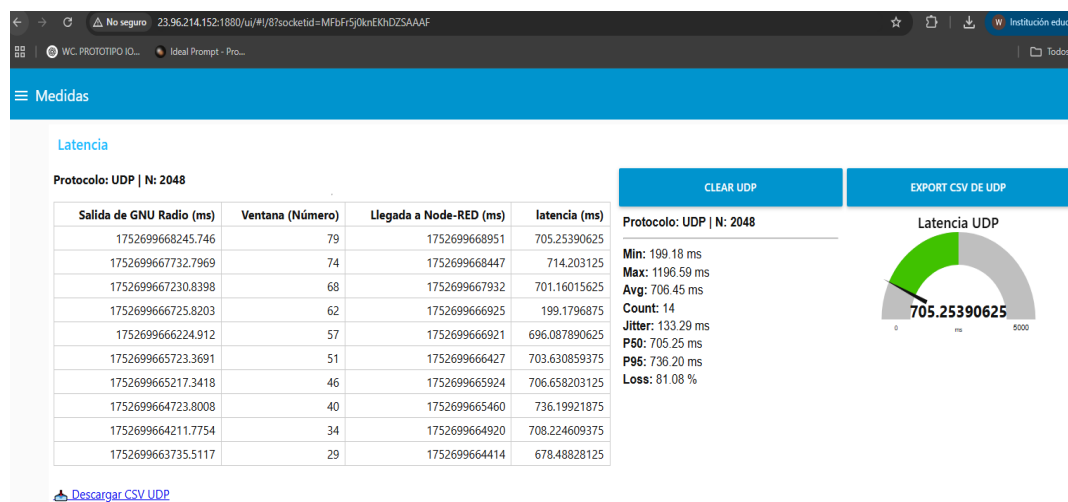 No seguro 23.96.214.152:1880/ui/#!/8?socketid=MFbFr5j0knEKhDZSAAAF
W Institución educ
WC. PROTOTIPO IO... Ideal Prompt - Pro...
Todos
Medidas
Latencia
Protocolo: UDP | N: 2048
Salida de GNU Radio (ms) Ventana (Número) Llegada a Node-RED (ms) latencia (ms)
1752699668245.746 79 1752699668951 705.25390625
1752699667732.7969 74 1752699668447 714.203125
1752699667230.8398 68 1752699667932 701.16015625
1752699666725.8203 62 1752699666925 199.1796875
1752699666224.912 57 1752699666921 696.087890625
1752699665723.3691 51 1752699666427 703.630859375
1752699665217.3418 46 1752699665924 706.658203125
1752699664723.8008 40 1752699665460 736.19921875
1752699664211.7754 34 1752699664920 708.224609375
1752699663735.5117 29 1752699664414 678.48828125
Descargar CSV UDP
CLEAR UDP
Protocolo: UDP | N: 2048
Min: 199.18 ms
Max: 1196.59 ms
Avg: 706.45 ms
Count: 14
Jitter: 133.29 ms
P50: 705.25 ms
P95: 736.20 ms
Loss: 81.08 %
EXPORT CSV DE UDP
Latencia UDP
705.25390625
0 ms 5000